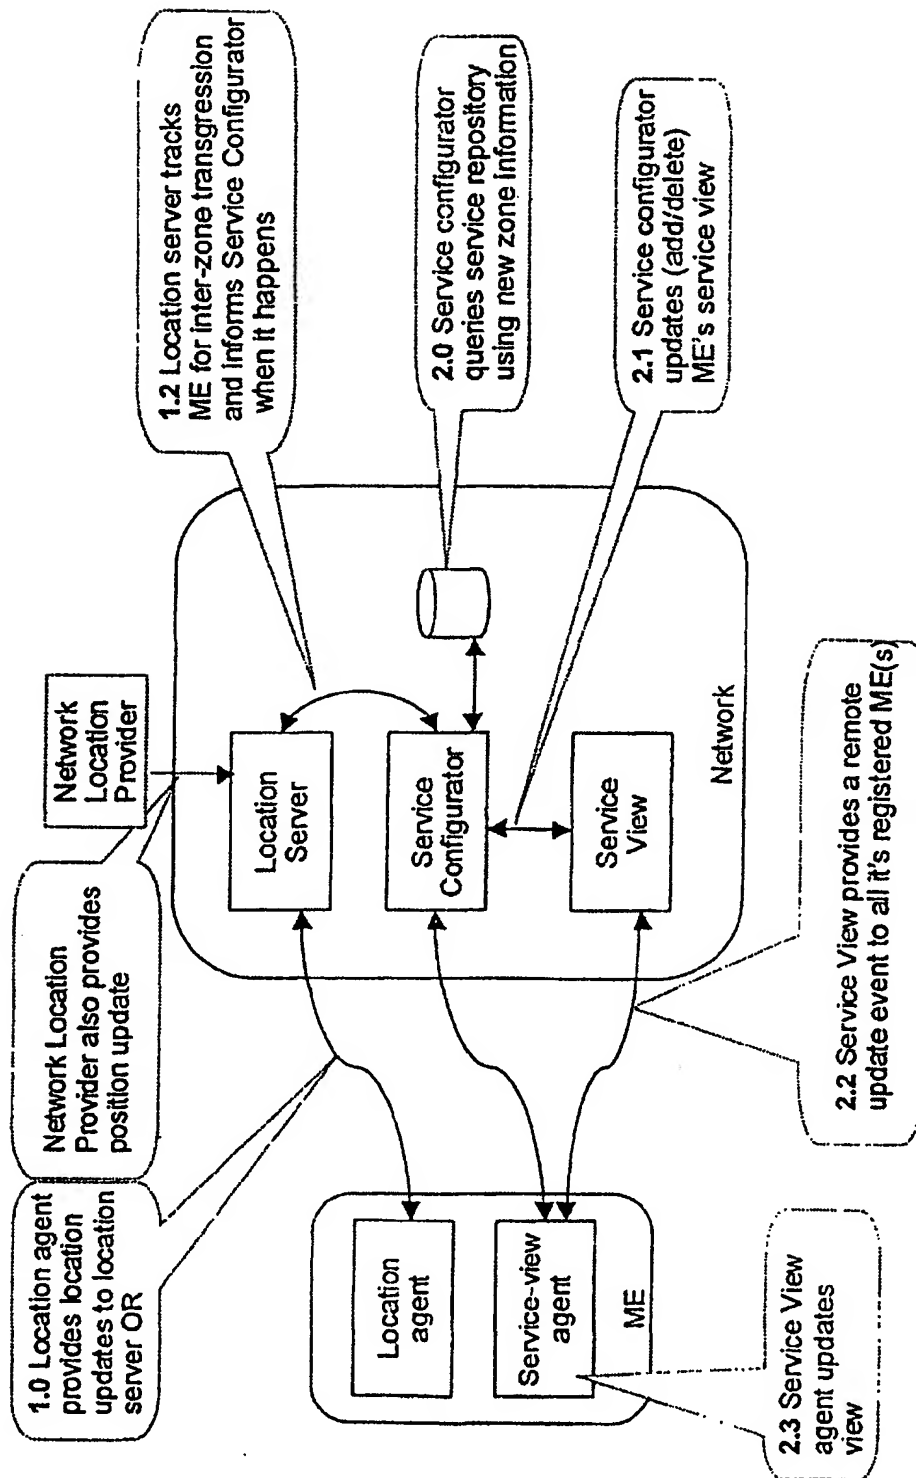 1.0 Location agent
provides location
updates to location
server OR
Network Location
Provider also provides
position update
Network
Location
Provider
1.2 Location server tracks
ME for inter-zone transgression
and informs Service Configurator
when it happens
Location
agent
Service-view
agent
ME
Location
Server
Service
Configurator
Service
View
Network
2.0 Service configurator
queries service repository
using new zone information
2.1 Service configurator
updates (add/delete)
ME's service view
2.2 Service View provides a remote
update event to all it's registered ME(s)
2.3 Service View
agent updates
view